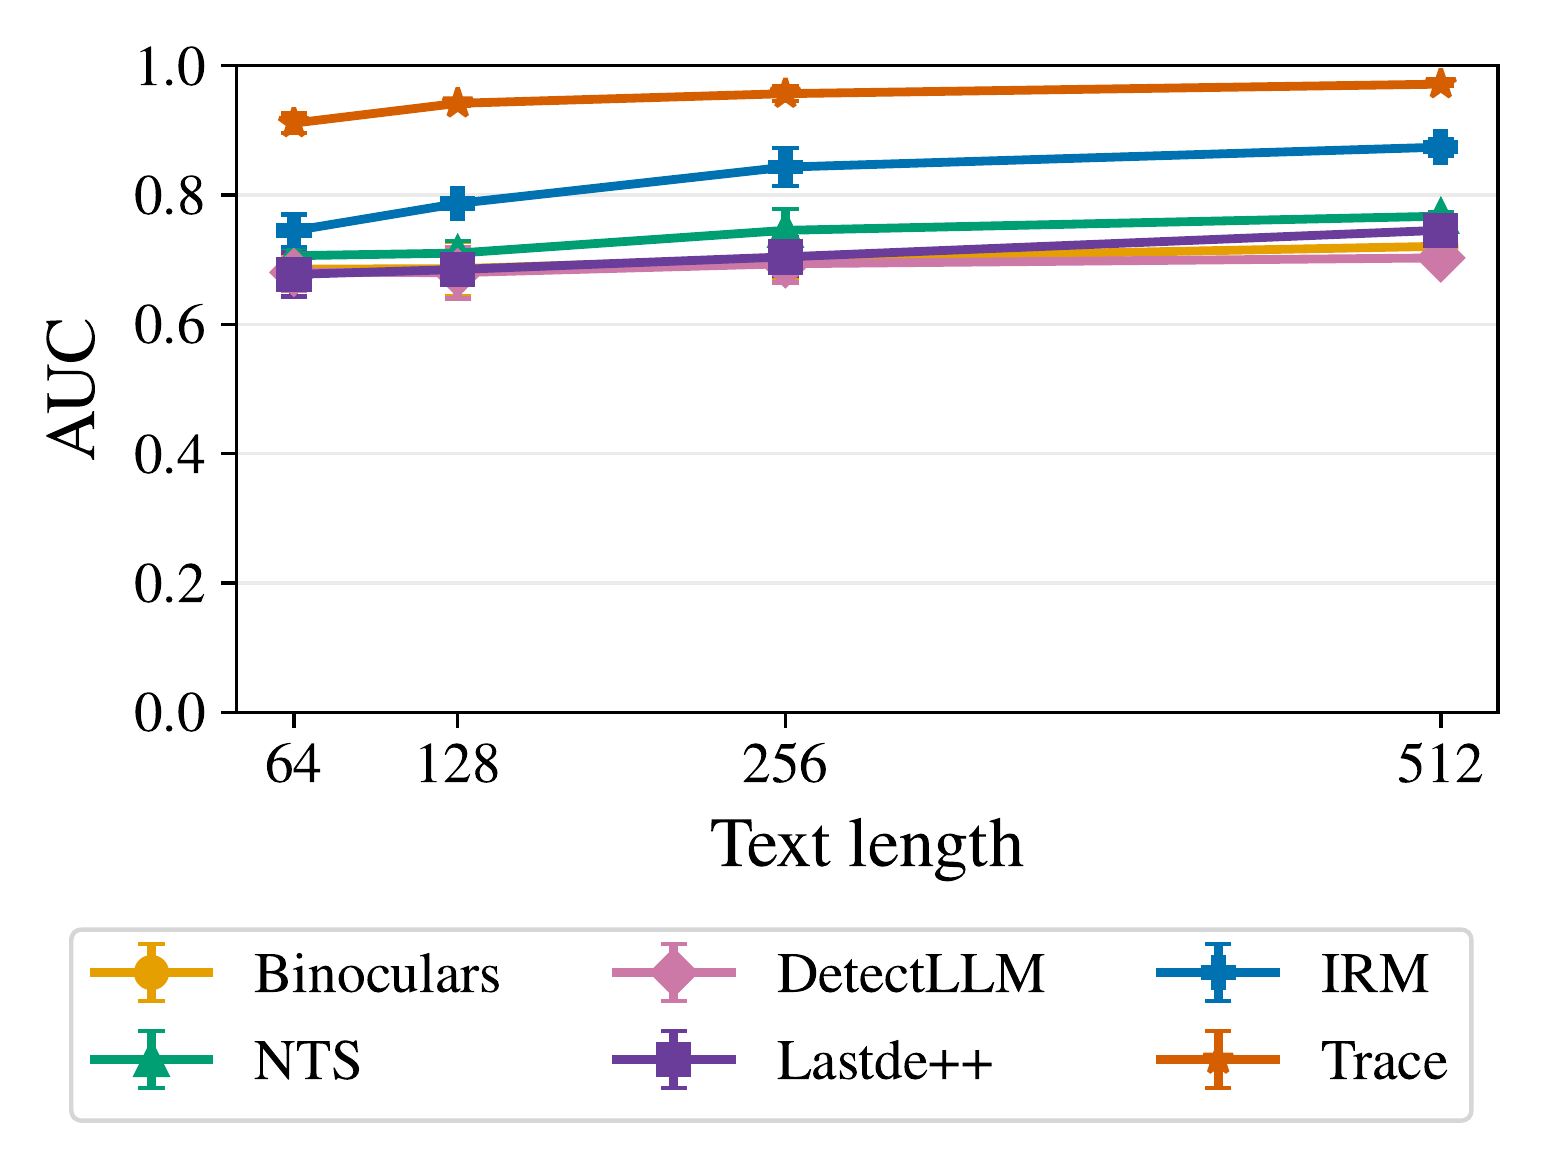 1.0
0.8
0.6
0.4
0.2
0.0
AUC
64 128 256 512
Text length
Binoculars DetectLLM IRM
NTS Lastde++ Trace